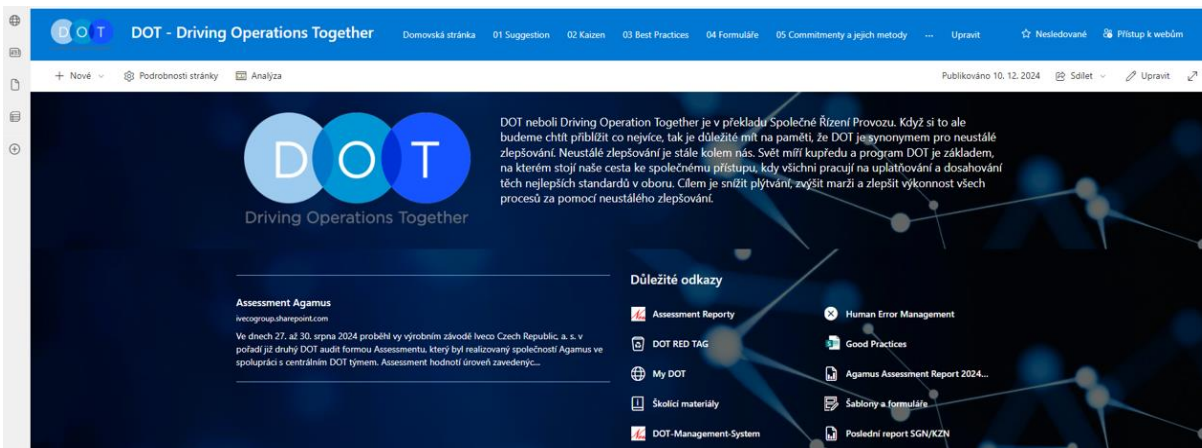 DOT
DOT - Driving Operations Together
Domovská stránka
01 Suggestion
02 Kaizen
03 Best Practices
04 Formuláře
05 Commitmenty a jejich metody
...
Upravit
Nesledované
Přístup k webům
+ Nové
Podrobnosti stránky
Analýza
Publikováno 10. 12. 2024
Sdílet
Upravit
DOT
Driving Operations Together
DOT neboli Driving Operation Together je v překladu Společné Řízení Provozu. Když si to ale
budeme chtít přiblížit co nejvíce, tak je důležité mít na paměti, že DOT je synonymem pro neustálé
zlepšování. Neustálé zlepšování je stále kolem nás. Svět míří kupředu a program DOT je základem,
na kterém stojí naše cesta ke společnému přístupu, kdy všichni pracují na uplatňování a dosahování
těch nejlepších standardů v oboru. Cílem je snížit plýtvání, zvýšit marži a zlepšit výkonnost všech
procesů za pomocí neustálého zlepšování.
Assessment Agamus
ivecogroup.sharepoint.com
Ve dnech 27. až 30. srpna 2024 proběhl vy výrobním závodě Iveco Czech Republic, a. s. v
pořadí již druhý DOT audit formou Assessmentu, který byl realizovaný společností Agamus ve
spolupráci s centrálním DOT týmem. Assessment hodnotí úroveň zavedenýc...
Důležité odkazy
Assessment Reporty
Human Error Management
DOT RED TAG
Good Practices
My DOT
Agamus Assessment Report 2024...
Školící materiály
Šablony a formuláře
DOT-Management-System
Poslední report SGN/KZN